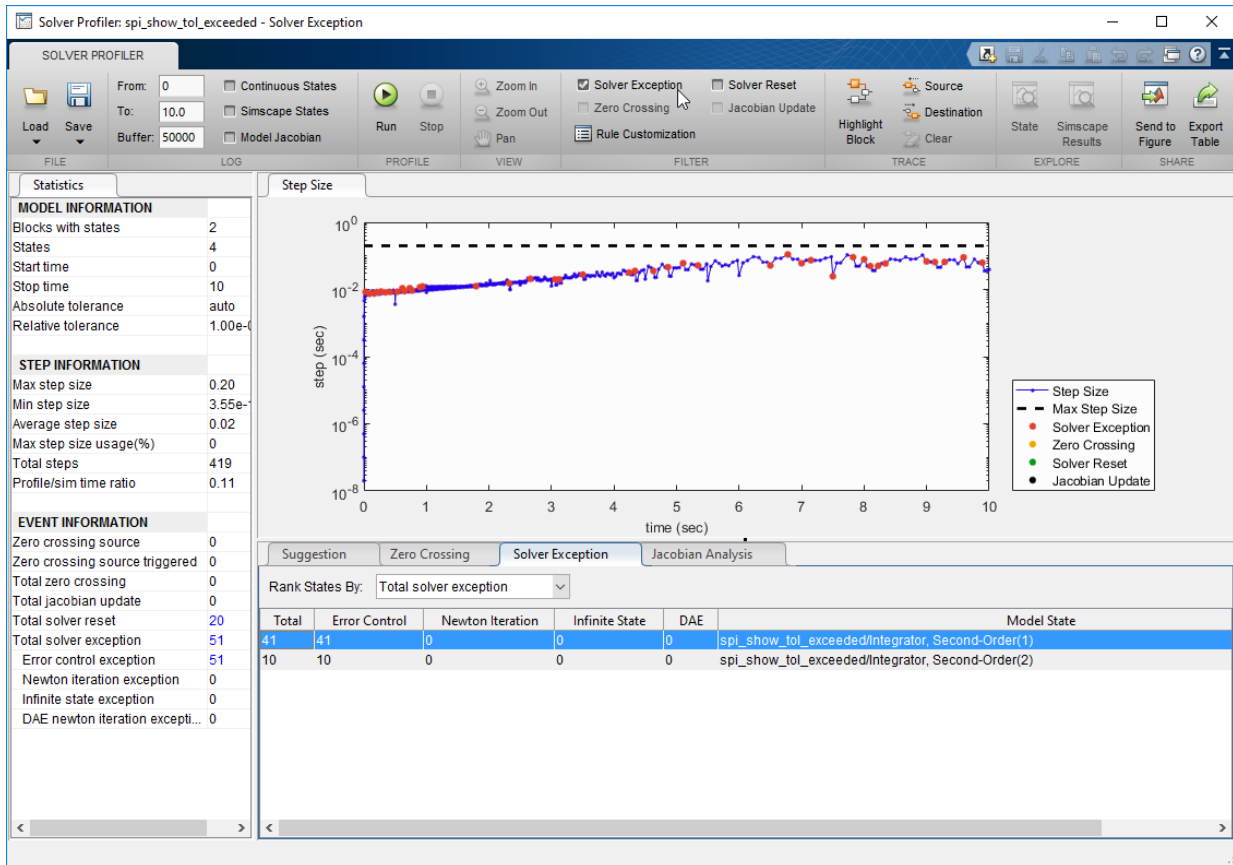 Solver Profiler: spi_show_tol_exceeded - Solver Exception
SOLVER PROFILER
Load
Save
FILE
From: 0
To: 10.0
Buffer: 50000
Continuous States
Simscape States
Model Jacobian
LOG
Run
Stop
PROFILE
Zoom In
Zoom Out
Pan
VIEW
Solver Exception
Solver Reset
Zero Crossing
Jacobian Update
Rule Customization
FILTER
Highlight
Block
Source
Destination
Clear
TRACE
State
Simscape
Results
EXPLORE
Send to
Figure
Export
Table
SHARE
Statistics
MODEL INFORMATION
Blocks with states 2
States 4
Start time 0
Stop time 10
Absolute tolerance auto
Relative tolerance 1.00e-0
STEP INFORMATION
Max step size 0.20
Min step size 3.55e-1
Average step size 0.02
Max step size usage(%) 0
Total steps 419
Profile/sim time ratio 0.11
EVENT INFORMATION
Zero crossing source 0
Zero crossing source triggered 0
Total zero crossing 0
Total jacobian update 0
Total solver reset 20
Total solver exception 51
Error control exception 51
Newton iteration exception 0
Infinite state exception 0
DAE newton iteration excepti... 0
Step Size
10^0
10^-2
10^-4
10^-6
10^-8
step (sec)
0 1 2 3 4 5 6 7 8 9 10
time (sec)
Step Size
Max Step Size
Solver Exception
Zero Crossing
Solver Reset
Jacobian Update
Suggestion Zero Crossing Solver Exception Jacobian Analysis
Rank States By: Total solver exception
Total Error Control Newton Iteration Infinite State DAE Model State
41 41 0 0 0 spi_show_tol_exceeded/Integrator, Second-Order(1)
10 10 0 0 0 spi_show_tol_exceeded/Integrator, Second-Order(2)